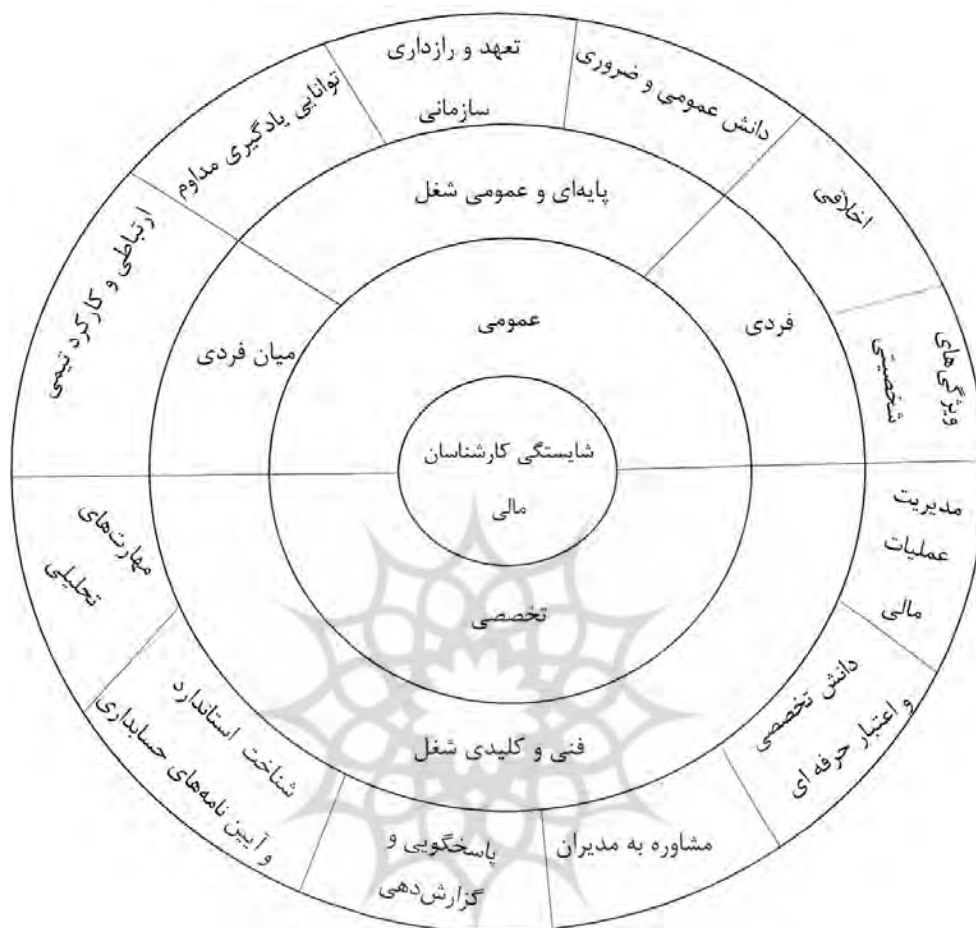 تعهد و رازداری
سازمانی
دانش عمومی و ضروری
توانایی یادگیری مداوم
اخلاقی
ارتباطی و کارکرد تیمی
ویژگی‌های
شخصیتی
پایه‌ای و عمومی شغل
فردی
میان فردی
عمومی
شایستگی کارشناسان
مالی
تخصصی
فنی و کلیدی شغل
مدیریت
عملیات
مالی
دانش تخصصی
و اعتبار حرفه ای
مشاوره به مدیران
پاسخگویی و
گزارش‌دهی
شناخت استاندارد
و آیین نامه‌های حسابداری
مهارت‌های
تحلیلی